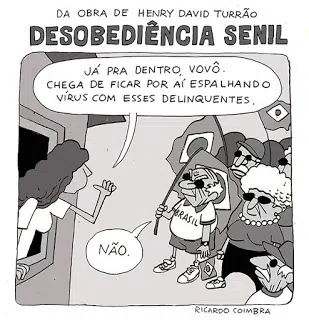 DA OBRA DE HENRY DAVID TURRÃO
DESOBEDIÊNCIA SENIL
JÁ PRA DENTRO, VOVÔ.
CHEGA DE FICAR POR AÍ ESPALHANDO
VÍRUS COM ESSES DELINQUENTES.
NÃO.
BRASIL
RICARDO COIMBRA